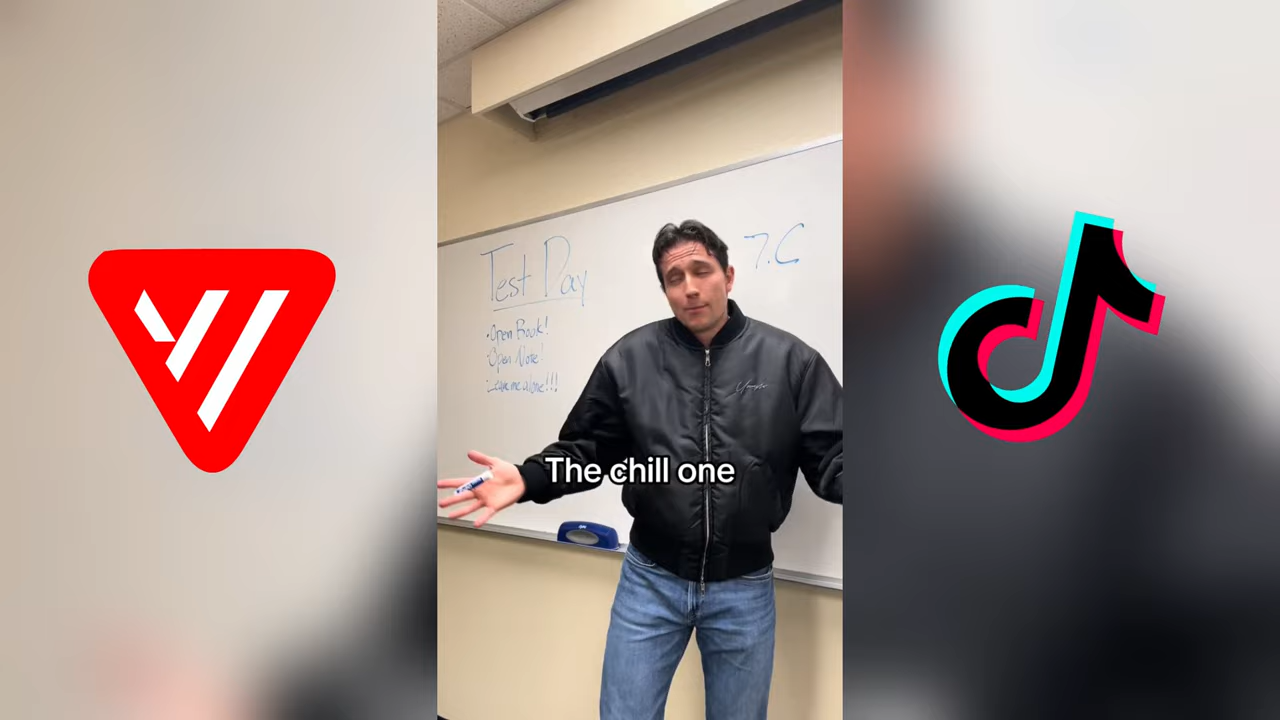 Test Day
7. C
• Open Book!
• Open Note!
• Leave me alone!!!
The chill one